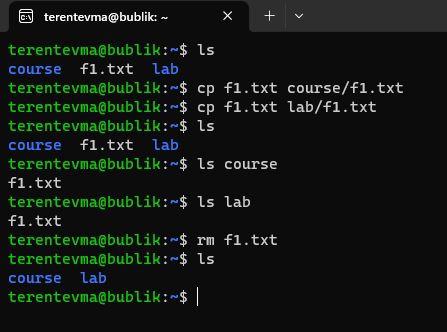 terentevma@bublik: ~
terentevma@bublik:~$ ls
course  f1.txt  lab
terentevma@bublik:~$ cp f1.txt course/f1.txt
terentevma@bublik:~$ cp f1.txt lab/f1.txt
terentevma@bublik:~$ ls
course  f1.txt  lab
terentevma@bublik:~$ ls course
f1.txt
terentevma@bublik:~$ ls lab
f1.txt
terentevma@bublik:~$ rm f1.txt
terentevma@bublik:~$ ls
course  lab
terentevma@bublik:~$